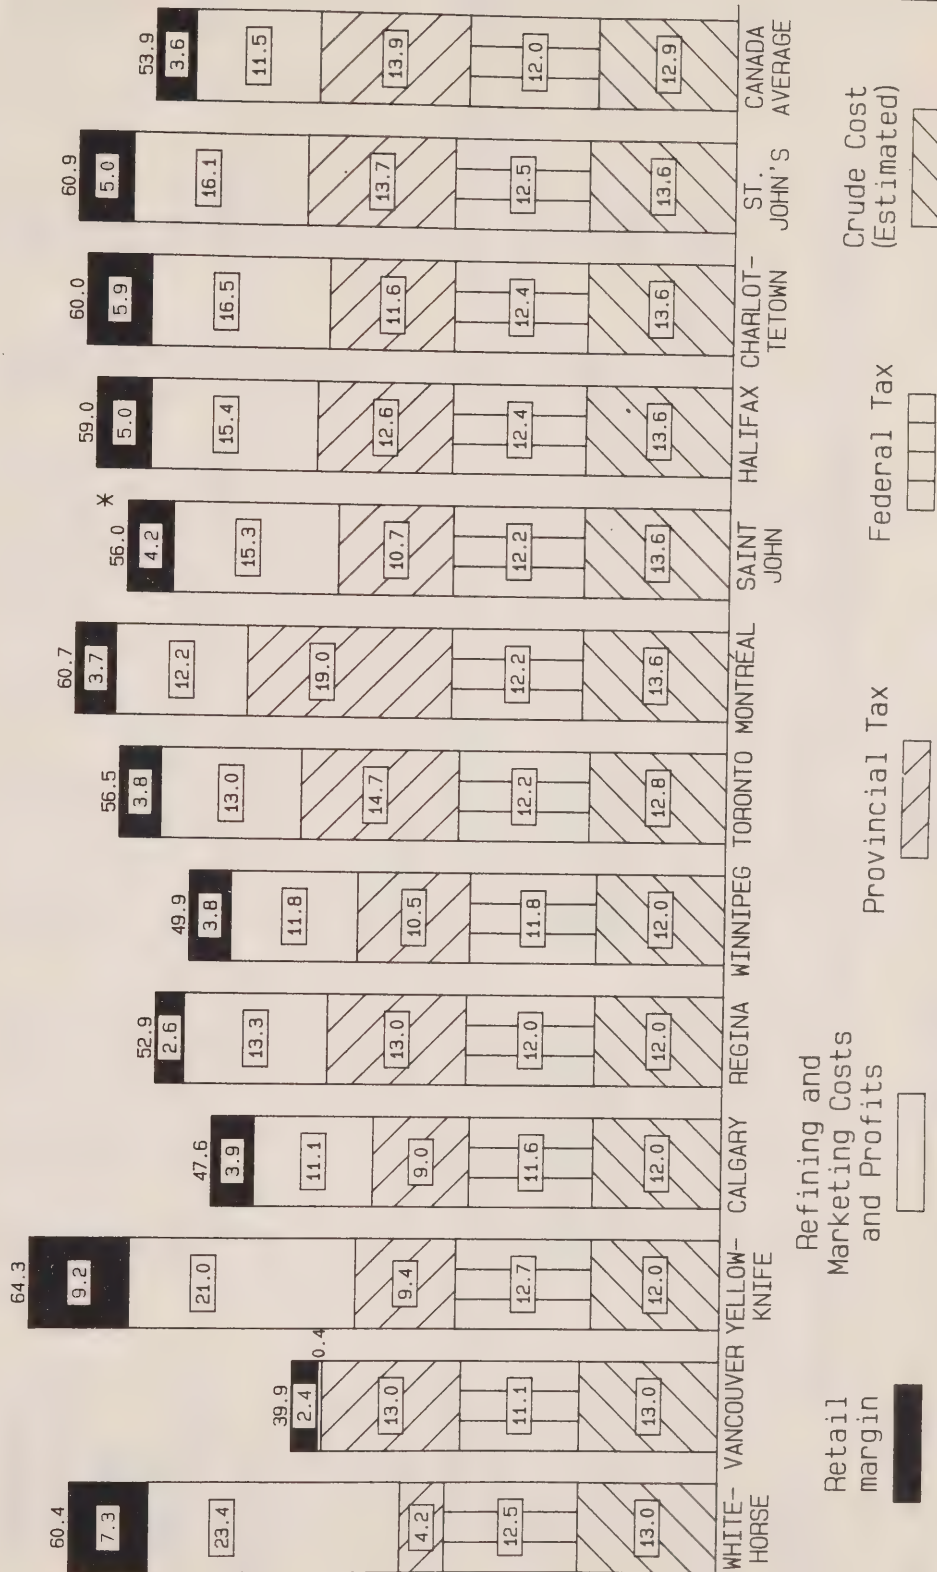 60.4
7.3
23.4
4.2
12.5
13.0
WHITE-
HORSE
39.9
2.4
0.4
13.0
11.1
13.0
VANCOUVER
64.3
9.2
21.0
9.4
12.7
12.0
YELLOW-
KNIFE
47.6
3.9
11.1
9.0
11.6
12.0
CALGARY
52.9
2.6
13.3
13.0
12.0
12.0
REGINA
49.9
3.8
11.8
10.5
11.8
12.0
WINNIPEG
56.5
3.8
13.0
14.7
12.2
12.8
TORONTO
60.7
3.7
12.2
19.0
12.2
13.6
MONTRÉAL
56.0 *
4.2
15.3
10.7
12.2
13.6
SAINT
JOHN
59.0
5.0
15.4
12.6
12.4
13.6
HALIFAX
60.0
5.9
16.5
11.6
12.4
13.6
CHARLOT-
TETOWN
60.9
5.0
16.1
13.7
12.5
13.6
ST.
JOHN'S
53.9
3.6
11.5
13.9
12.0
12.9
CANADA
AVERAGE
Retail
margin
Refining and
Marketing Costs
and Profits
Provincial Tax
Federal Tax
Crude Cost
(Estimated)